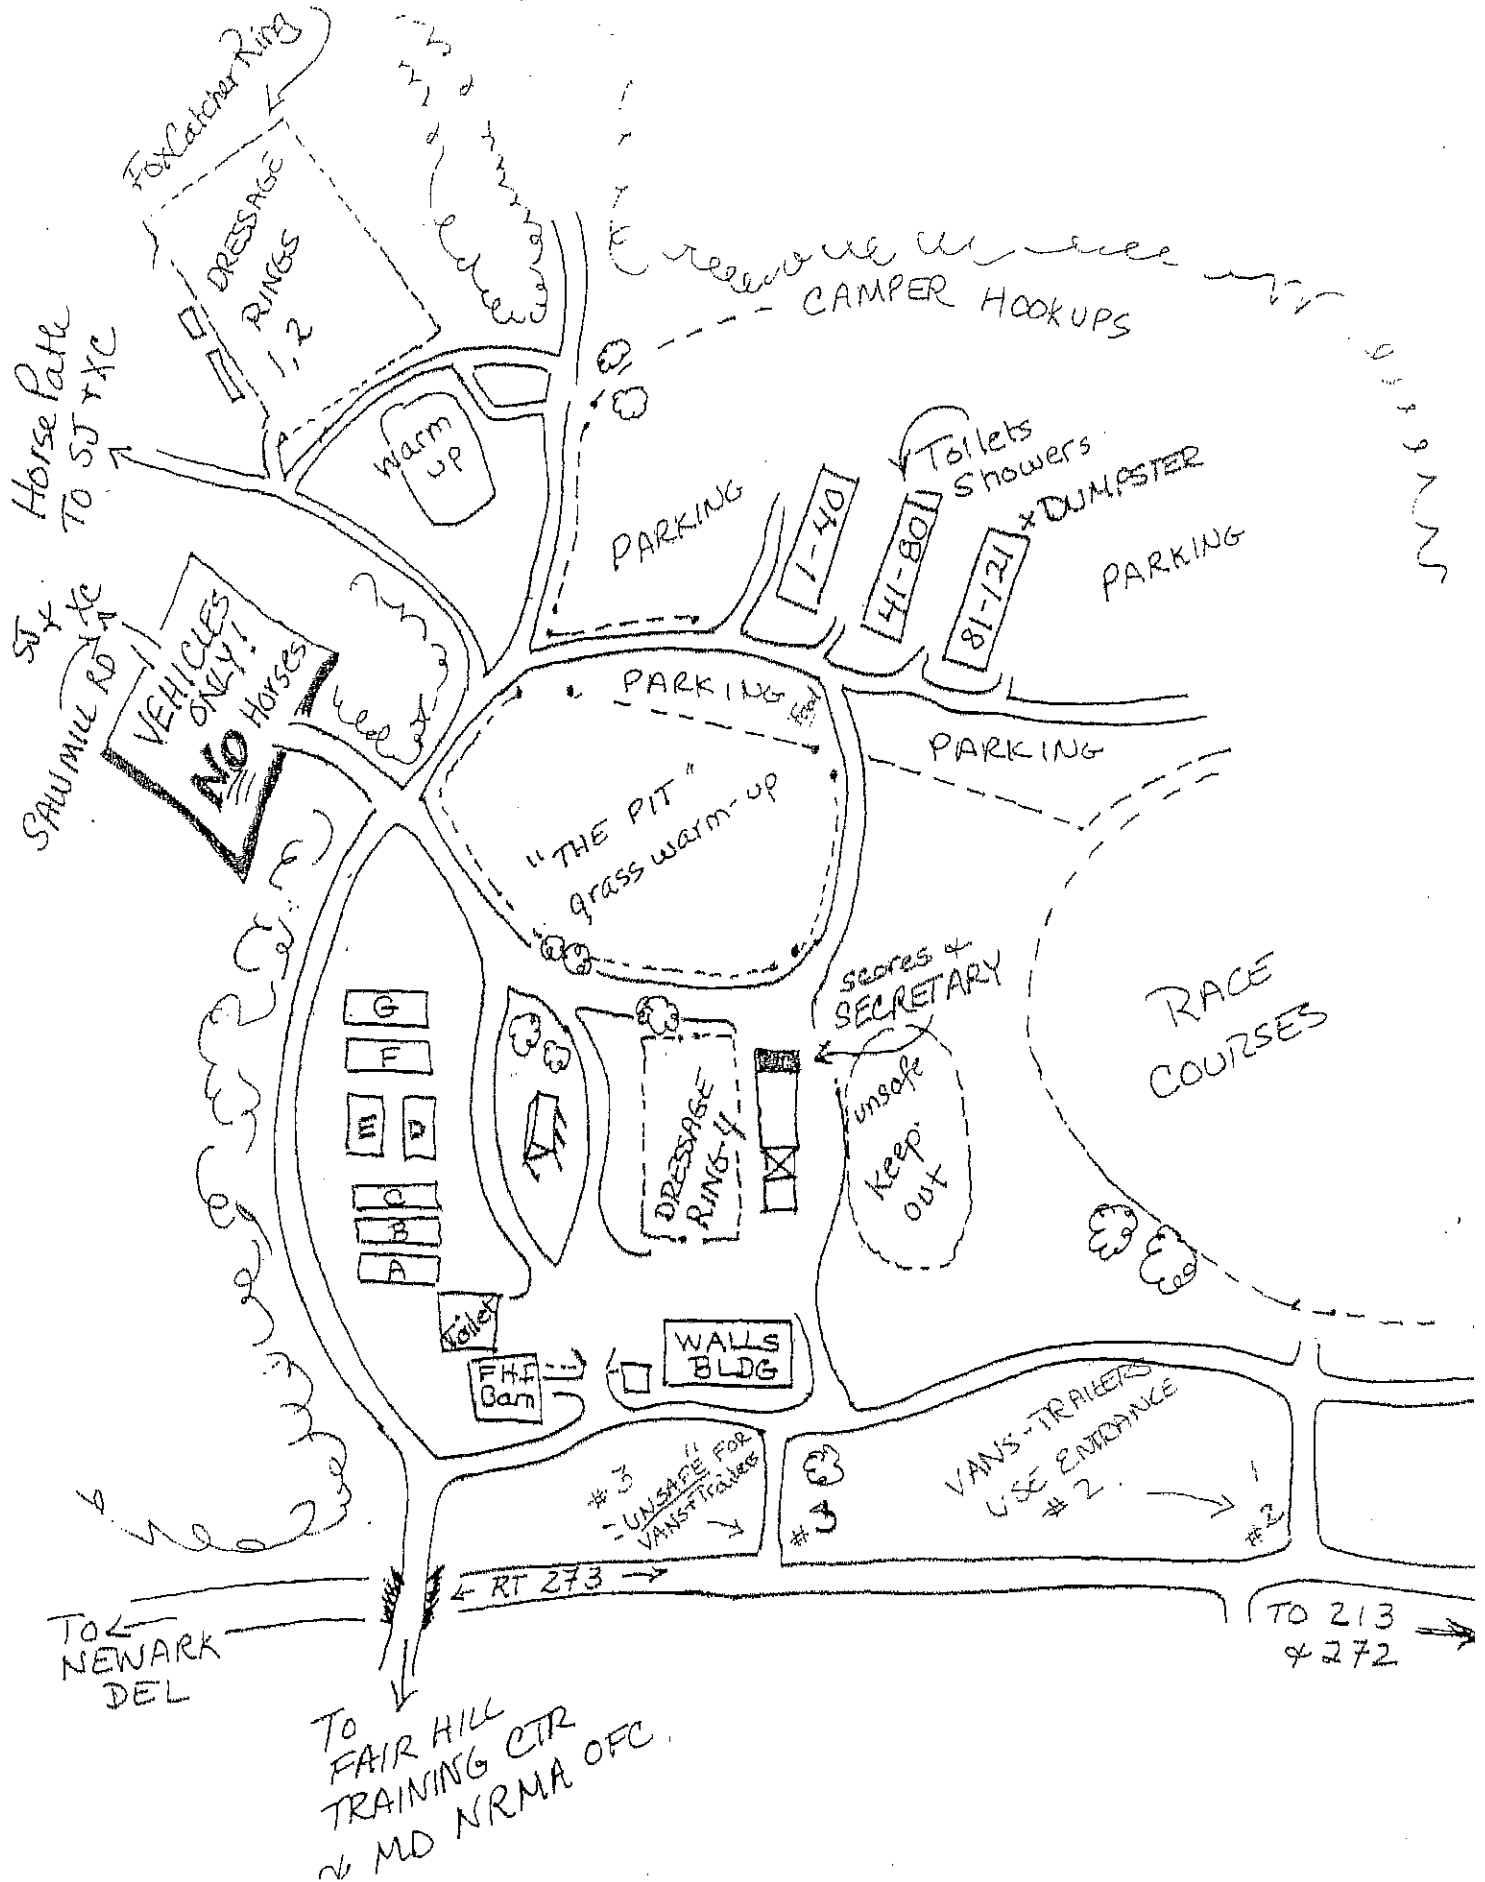 FoxCatcher Ring
DRESSAGE
RINGS
1, 2
CAMPER HOOKUPS
Horse Path
TO SJ + XC
Warm
up
Toilets
Showers
x DUMPSTER
PARKING
1-40
41-80
81-121
PARKING
SJ +
XC
SAWMILL RD
VEHICLES
ONLY!
NO Horses
PARKING
Food
PARKING
"THE PIT"
grass warm-up
scores &
SECRETARY
RACE
COURSES
G
F
E D
C
B
A
DRESSAGE
RING-4
unsafe
Keep
out
Toilet
FHI
Barn
WALLS
BLDG
#3
-UNSAFE" FOR
VANS+Trailers
#3
VANS-TRAILERS
USE ENTRANCE
#2.
#2
← RT 273 →
TO
NEWARK
DEL
TO 213
& 272
TO
FAIR HILL
TRAINING CTR
& MD NRMA OFC.